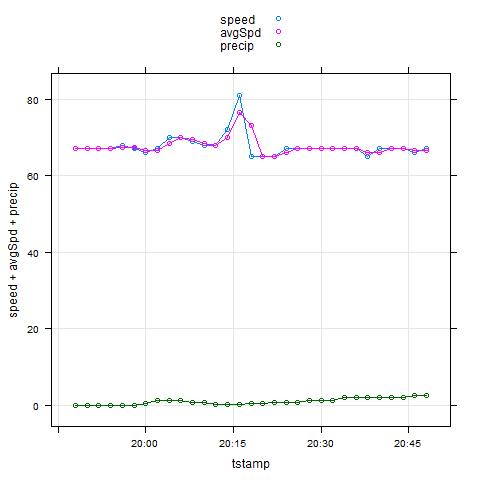 speed
avgSpd
precip
speed + avgSpd + precip
80
60
40
20
0
20:00 20:15 20:30 20:45
tstamp